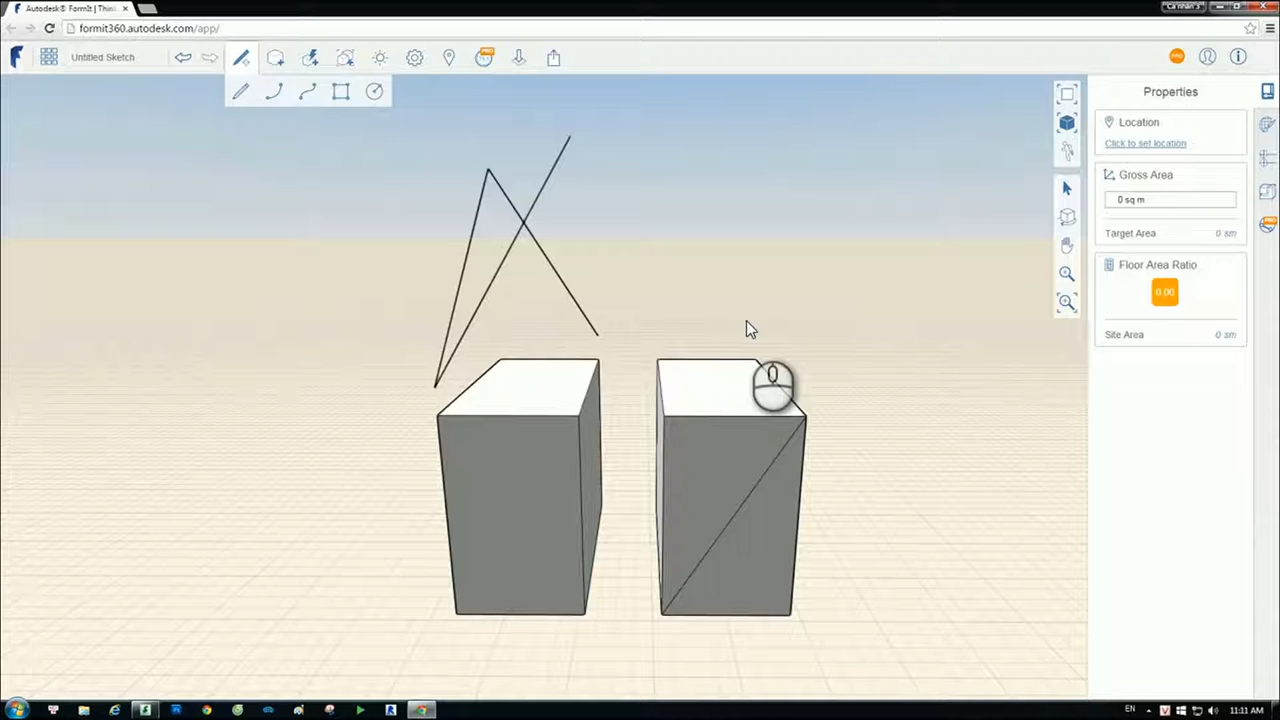 Autodesk® FormIt | Thin
formit360.autodesk.com/app/
Untitled Sketch
PRO
Properties
Location
Click to set location
Gross Area
0 sq m
Target Area 0 sm
Floor Area Ratio
0.00
Site Area 0 sm
EN
11:11 AM